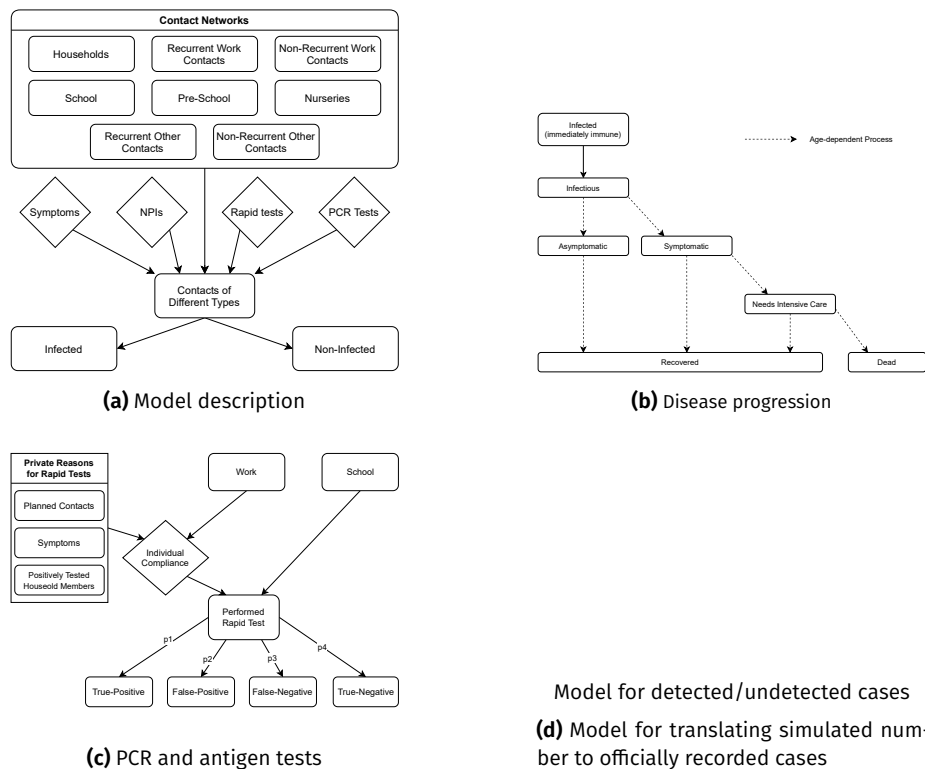 Contact Networks
Households
Recurrent Work
Contacts
Non-Recurrent Work
Contacts
School
Pre-School
Nurseries
Recurrent Other
Contacts
Non-Recurrent Other
Contacts
Symptoms
NPIs
Rapid tests
PCR Tests
Contacts of
Different Types
Infected
Non-Infected
(a) Model description
Infected
(immediately immune)
Age-dependent Process
Infectious
Asymptomatic
Symptomatic
Needs Intensive Care
Recovered
Dead
(b) Disease progression
Private Reasons
for Rapid Tests
Planned Contacts
Symptoms
Positively Tested
Househould Members
Work
School
Individual
Compliance
Performed
Rapid Test
p1
p2
p3
p4
True-Positive
False-Positive
False-Negative
True-Negative
(c) PCR and antigen tests
Model for detected/undetected cases
(d) Model for translating simulated num-
ber to officially recorded cases